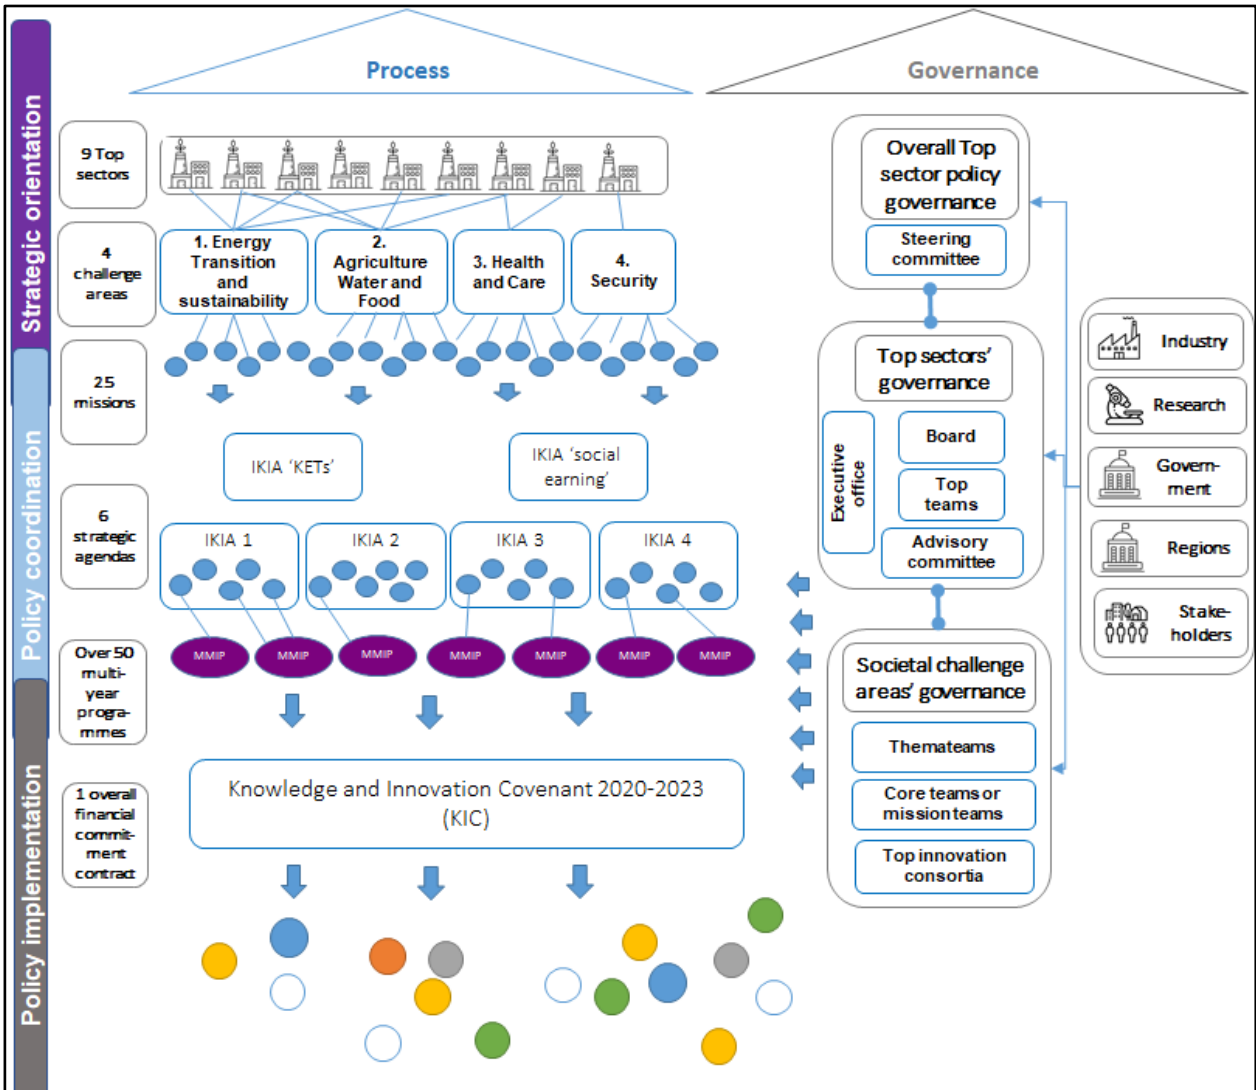 Process
Governance
Strategic orientation
Policy coordination
Policy implementation
9 Top
sectors
4
challenge
areas
25
missions
6
strategic
agendas
Over 50
multi-
year
progra-
mmes
1 overall
financial
commit-
ment
contract
1. Energy
Transition
and
sustainability
2.
Agriculture
Water and
Food
3. Health
and Care
4.
Security
IKIA 'KETs'
IKIA 'social
earning'
IKIA 1
IKIA 2
IKIA 3
IKIA 4
MMIP
MMIP
MMIP
MMIP
MMIP
MMIP
MMIP
Knowledge and Innovation Covenant 2020-2023
(KIC)
Overall Top
sector policy
governance
Steering
committee
Top sectors'
governance
Executive
office
Board
Top
teams
Advisory
committee
Societal challenge
areas' governance
Themateams
Core teams or
mission teams
Top innovation
consortia
Industry
Research
Govern-
ment
Regions
Stake-
holders